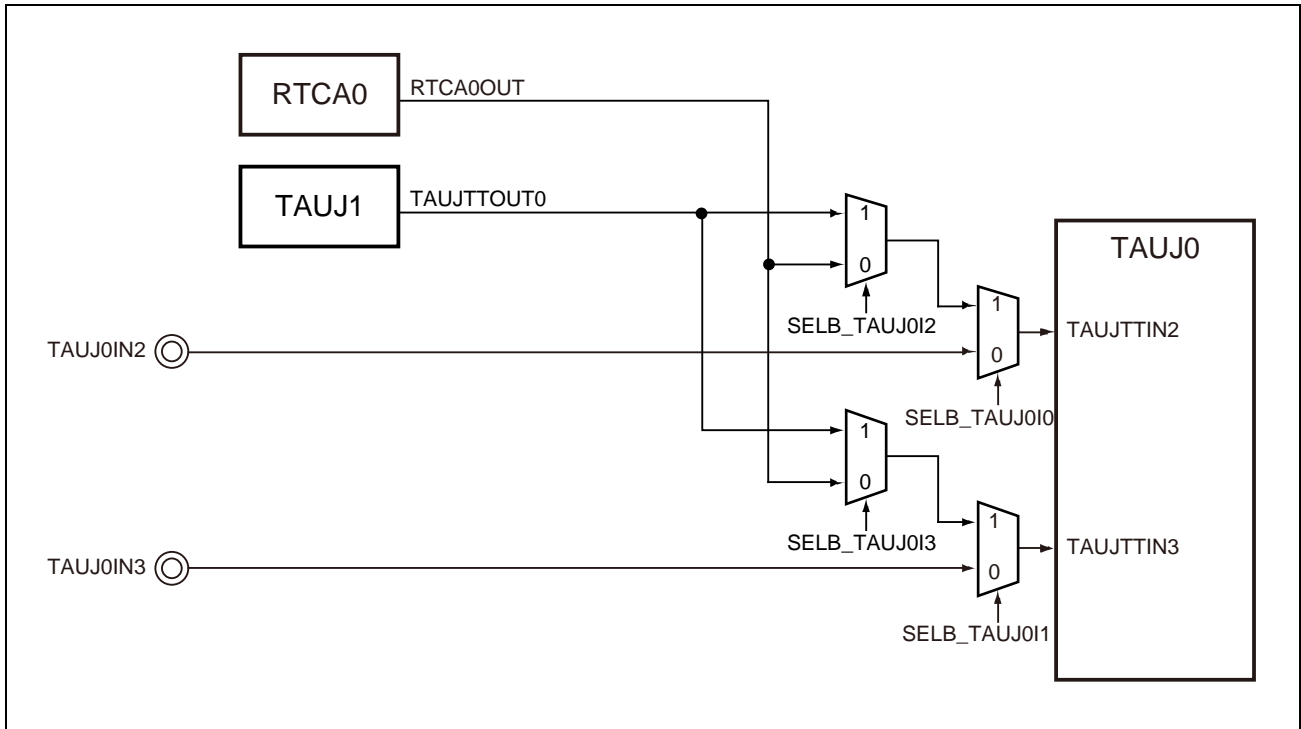 RTCA0
RTCA0OUT
TAUJ1
TAUJTTOUT0
1
0
SELB_TAUJ0I2
TAUJ0
1
0
TAUJTTIN2
SELB_TAUJ0I0
TAUJ0IN2
1
0
SELB_TAUJ0I3
1
0
TAUJTTIN3
SELB_TAUJ0I1
TAUJ0IN3